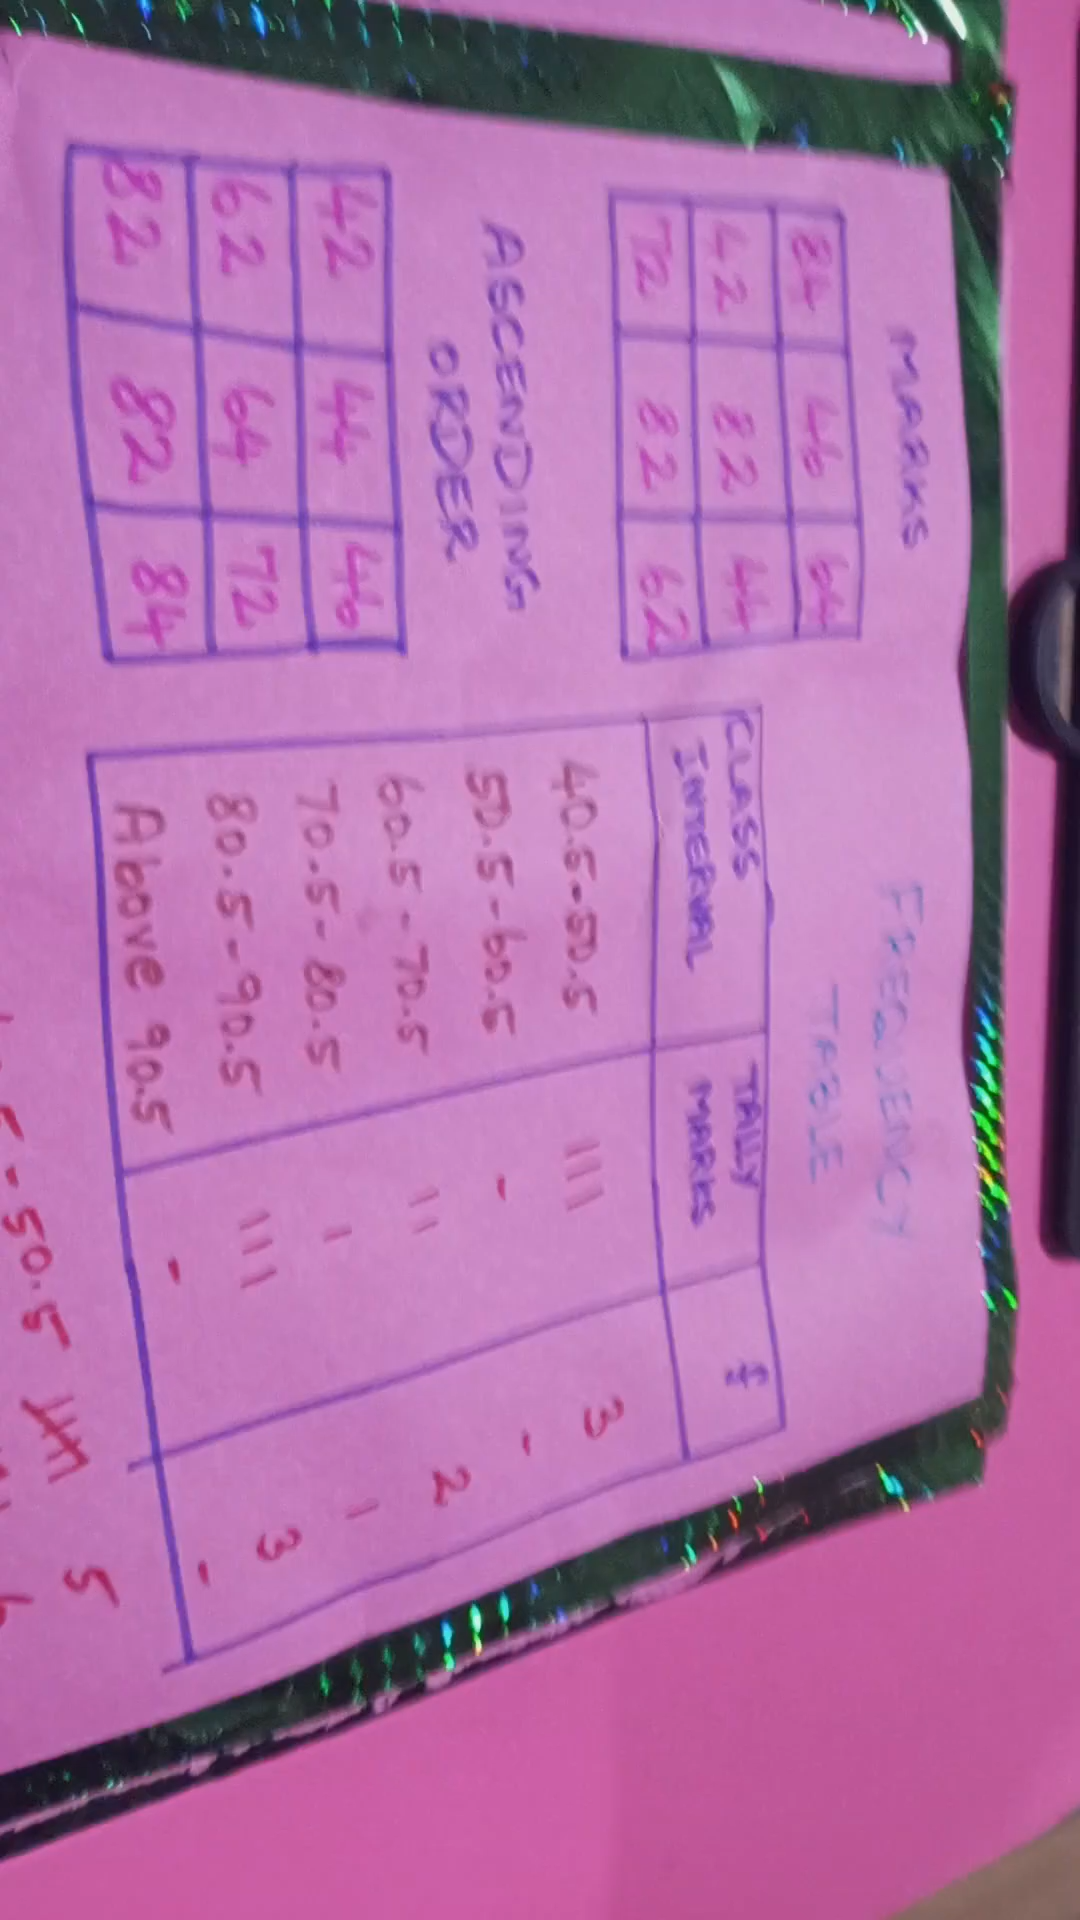 MARKS
84 46 64
42 82 44
72 82 62
ASCENDING
ORDER
42 44 46
62 64 72
82 82 84
FREQUENCY
TABLE
CLASS INTERVAL TALLY MARKS f
40.5-50.5 ||| 3
50.5-60.5 - -
60.5-70.5 || 2
70.5-80.5 | 1
80.5-90.5 ||| 3
Above 90.5 - -
-50.5 5